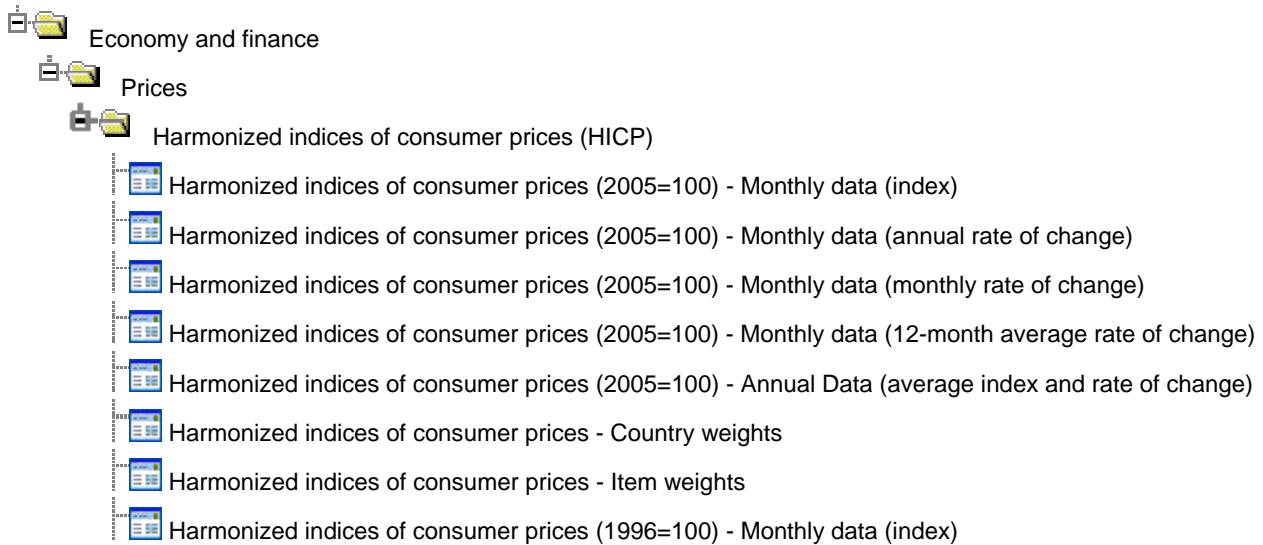 Economy and finance
Prices
Harmonized indices of consumer prices (HICP)
Harmonized indices of consumer prices (2005=100) - Monthly data (index)
Harmonized indices of consumer prices (2005=100) - Monthly data (annual rate of change)
Harmonized indices of consumer prices (2005=100) - Monthly data (monthly rate of change)
Harmonized indices of consumer prices (2005=100) - Monthly data (12-month average rate of change)
Harmonized indices of consumer prices (2005=100) - Annual Data (average index and rate of change)
Harmonized indices of consumer prices - Country weights
Harmonized indices of consumer prices - Item weights
Harmonized indices of consumer prices (1996=100) - Monthly data (index)